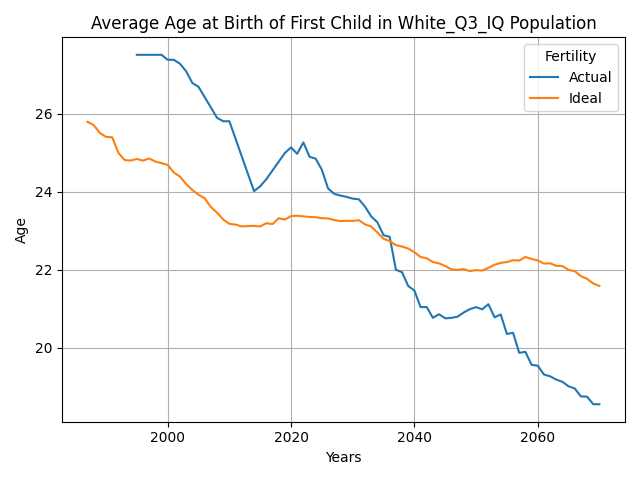 Average Age at Birth of First Child in White_Q3_IQ Population
Fertility
Actual
Ideal
26
24
22
20
Age
2000
2020
2040
2060
Years